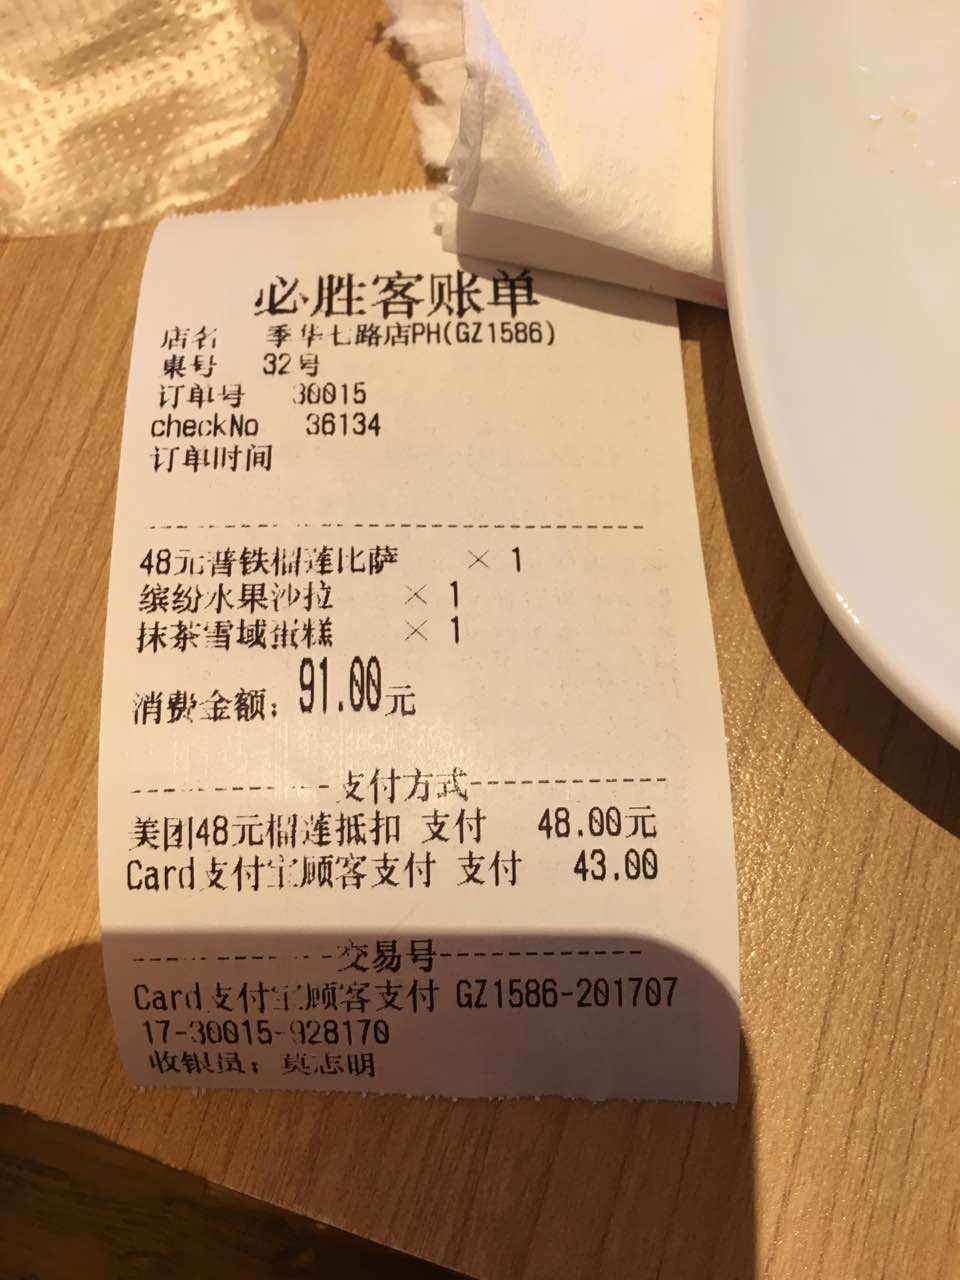 必胜客账单
店名 季华七路店PH(GZ1586)
桌号 32号
订单号 30015
checkNo 36134
订单时间
48元普铁榴莲比萨 × 1
缤纷水果沙拉 × 1
抹茶雪域蛋糕 × 1
消费金额: 91.00元
支付方式
美团48元榴莲抵扣 支付 48.00元
Card支付宝顾客支付 支付 43.00
交易号
Card支付宝顾客支付 GZ1586-201707
17-30015-928170
收银员: 莫志明